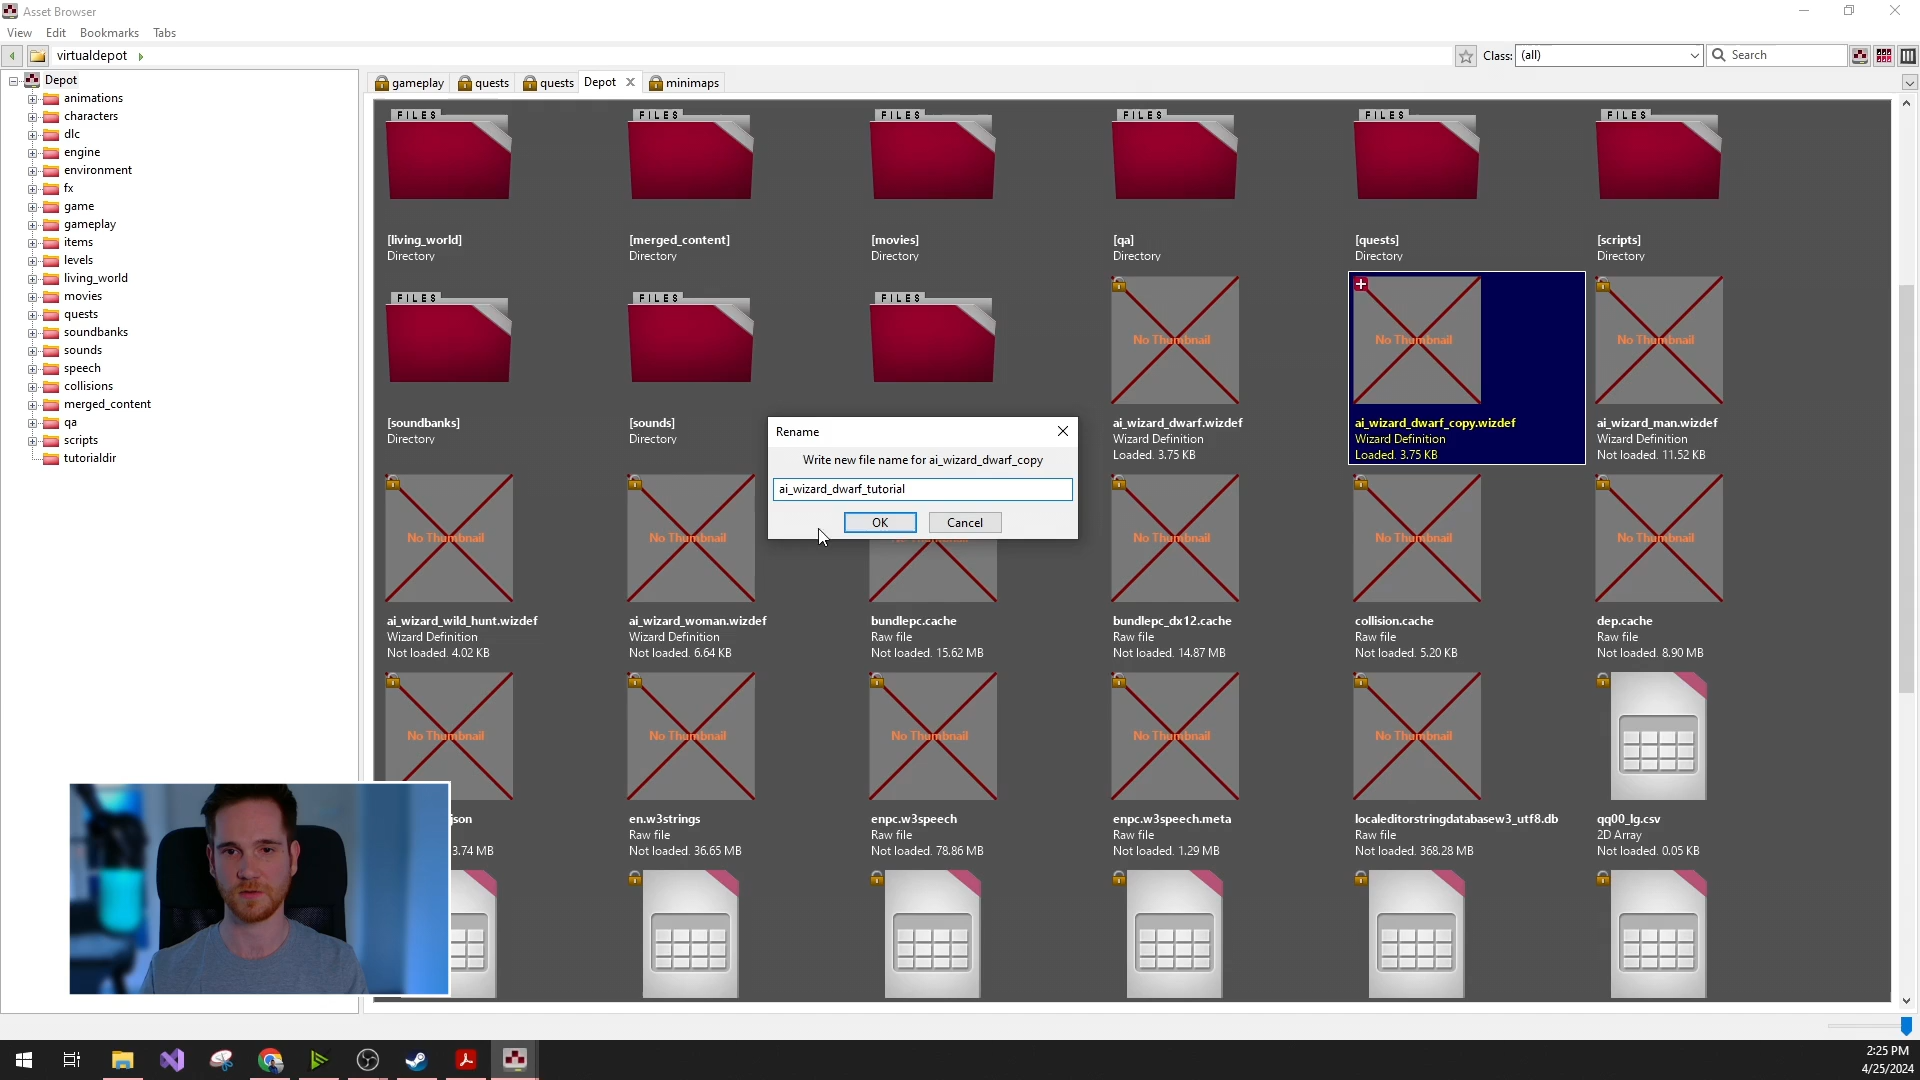 Asset Browser
View Edit Bookmarks Tabs
virtualdepot
Class: (all) Search
gameplay quests quests Depot minimaps
Depot
animations
characters
dlc
engine
environment
fx
game
gameplay
items
levels
living_world
movies
quests
soundbanks
sounds
speech
collisions
merged_content
qa
scripts
tutorialdir
FILES FILES FILES FILES FILES FILES
[living_world] [merged_content] [movies] [qa] [quests] [scripts]
Directory Directory Directory Directory Directory Directory
FILES FILES FILES
No Thumbnail No Thumbnail No Thumbnail
[soundbanks] [sounds] ai_wizard_dwarf.wizdef ai_wizard_dwarf_copy.wizdef ai_wizard_man.wizdef
Directory Directory Wizard Definition Wizard Definition Wizard Definition
Loaded. 3.75 KB Loaded. 3.75 KB Not loaded. 11.52 KB
Rename
Write new file name for ai_wizard_dwarf_copy
ai_wizard_dwarf_tutorial
OK Cancel
No Thumbnail No Thumbnail No Thumbnail No Thumbnail No Thumbnail
ai_wizard_wild_hunt.wizdef ai_wizard_woman.wizdef bundlepc.cache bundlepc_dx12.cache collision.cache dep.cache
Wizard Definition Wizard Definition Raw file Raw file Raw file Raw file
Not loaded. 4.02 KB Not loaded. 6.64 KB Not loaded. 15.62 MB Not loaded. 14.87 MB Not loaded. 5.20 KB Not loaded. 8.90 MB
No Thumbnail No Thumbnail No Thumbnail No Thumbnail No Thumbnail
json en.w3strings enpc.w3speech enpc.w3speech.meta localeditorstringdatabasew3_utf8.db qq00_lg.csv
Raw file Raw file Raw file Raw file 2D Array
3.74 MB Not loaded. 36.65 MB Not loaded. 78.86 MB Not loaded. 1.29 MB Not loaded. 368.28 MB Not loaded. 0.05 KB
2:25 PM
4/25/2024